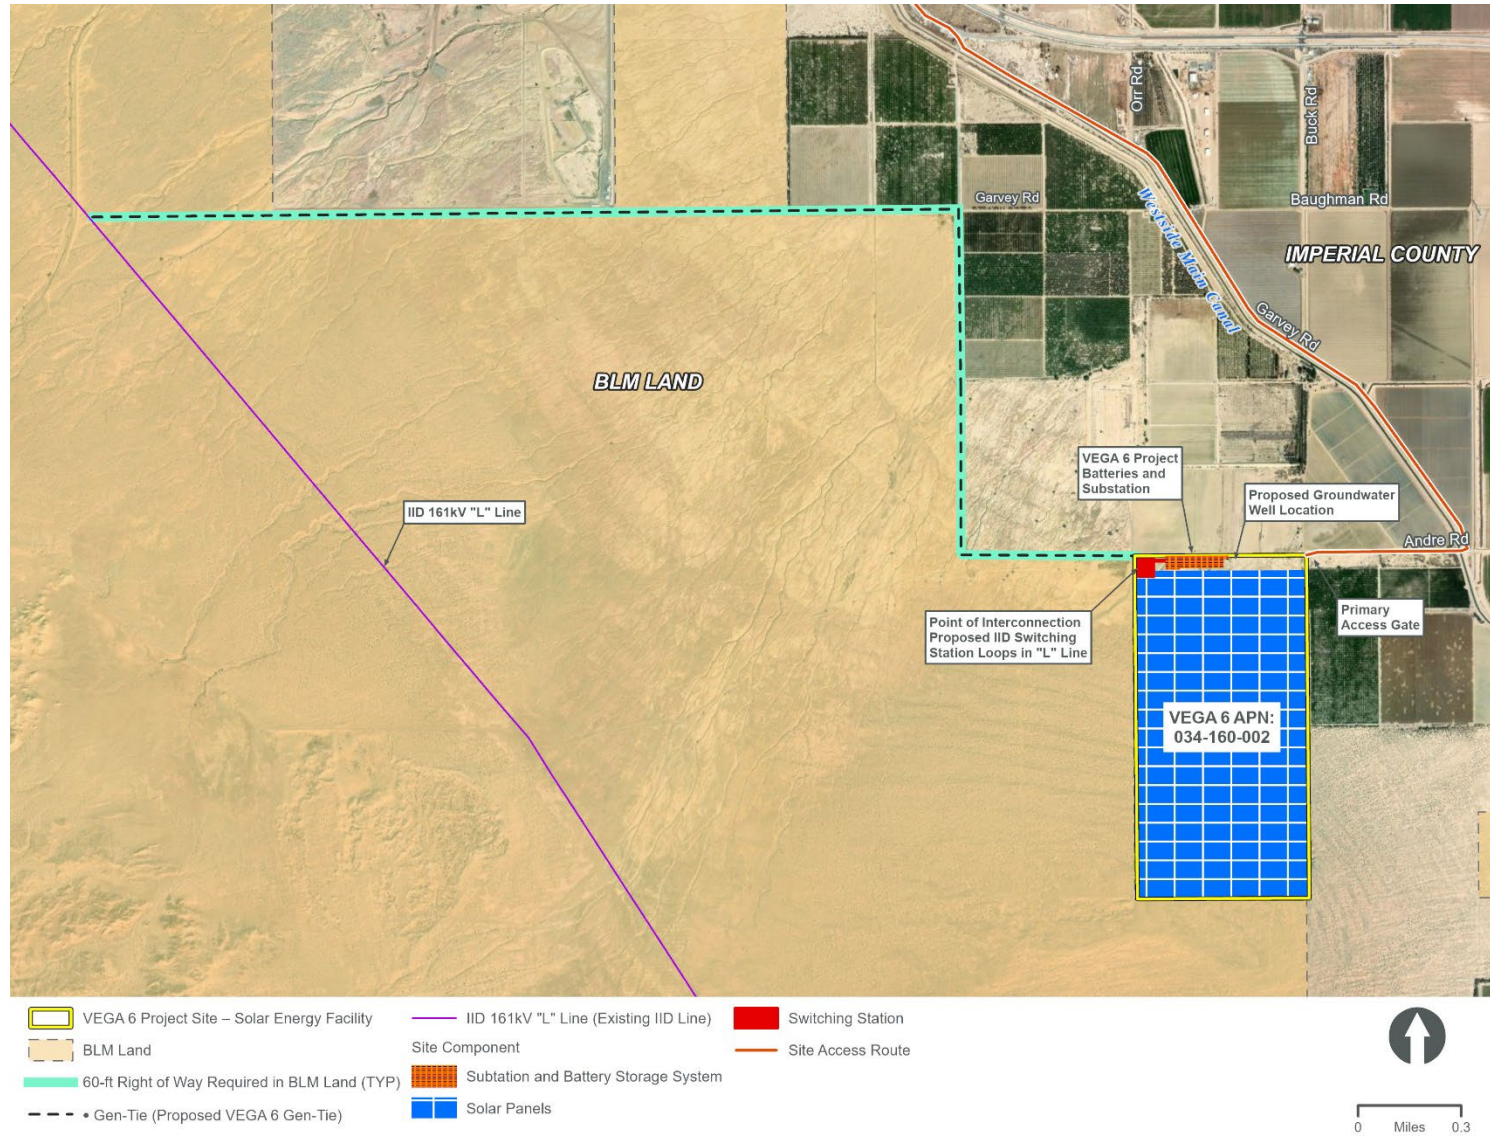 Orr Rd
Buck Rd
Garvey Rd
Baughman Rd
Westside Main Canal
IMPERIAL COUNTY
Garvey Rd
BLM LAND
VEGA 6 Project
Batteries and
Substation
Proposed Groundwater
Well Location
IID 161kV "L" Line
Andre Rd
Point of Interconnection
Proposed IID Switching
Station Loops in "L" Line
Primary
Access Gate
VEGA 6 APN:
034-160-002
VEGA 6 Project Site – Solar Energy Facility
BLM Land
60-ft Right of Way Required in BLM Land (TYP)
• Gen-Tie (Proposed VEGA 6 Gen-Tie)
IID 161kV "L" Line (Existing IID Line)
Site Component
Subtation and Battery Storage System
Solar Panels
Switching Station
Site Access Route
0 Miles 0.3